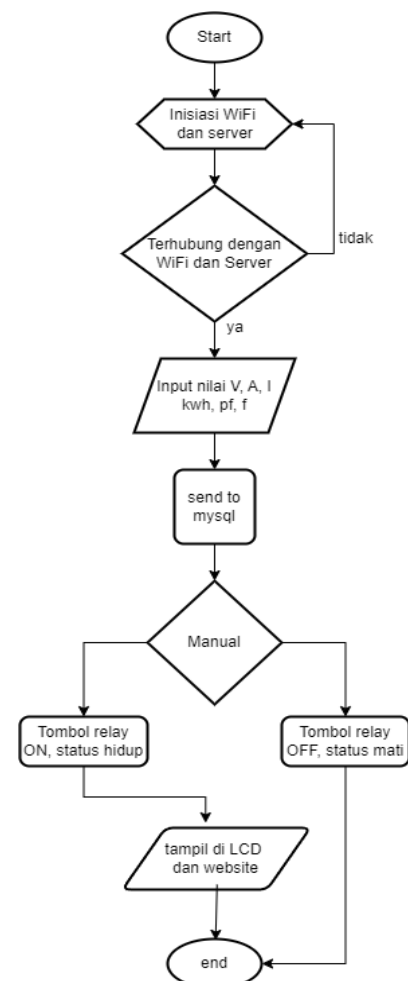 Start
Inisiasi WiFi
dan server
Terhubung dengan
WiFi dan Server
tidak
ya
Input nilai V, A, I
kwh, pf, f
send to
mysql
Manual
Tombol relay
ON, status hidup
Tombol relay
OFF, status mati
tampil di LCD
dan website
end